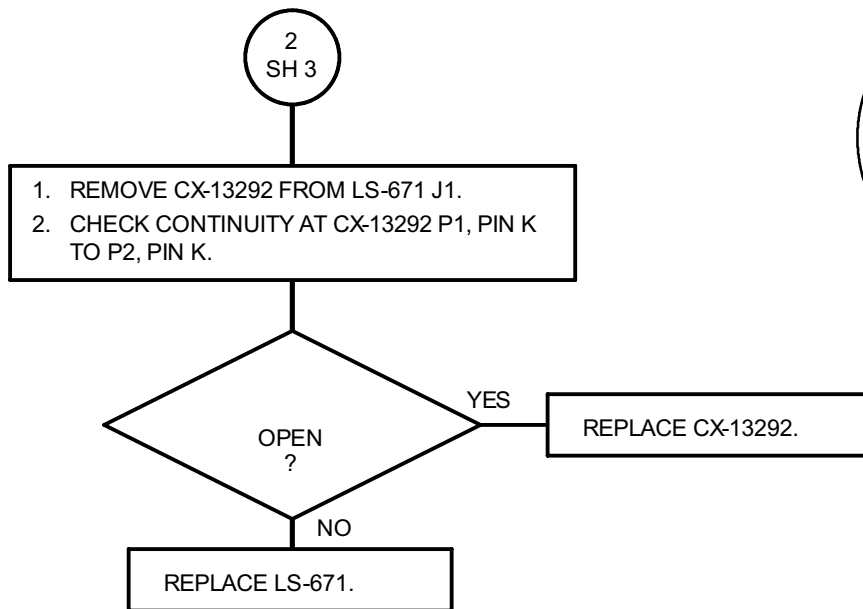 2
SH 3
1. REMOVE CX-13292 FROM LS-671 J1.
2. CHECK CONTINUITY AT CX-13292 P1, PIN K
TO P2, PIN K.
YES
OPEN
?
REPLACE CX-13292.
NO
REPLACE LS-671.